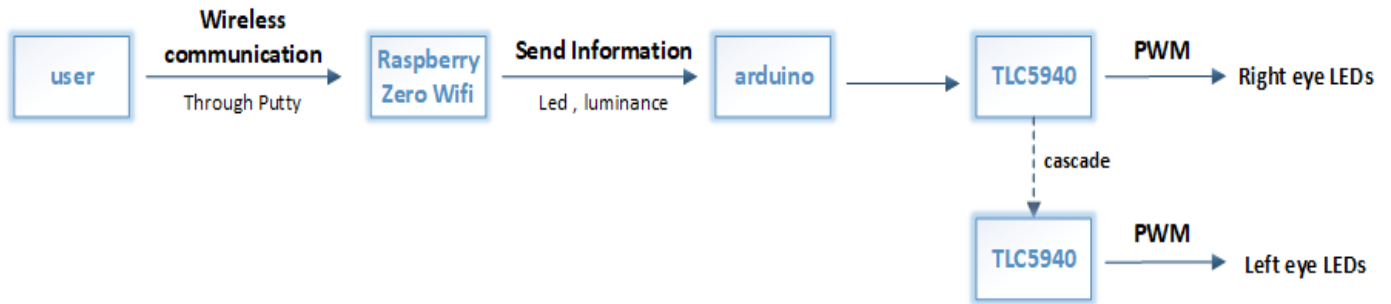 user
Wireless
communication
Through Putty
Raspberry
Zero Wifi
Send Information
Led , luminance
arduino
TLC5940
PWM
Right eye LEDs
cascade
TLC5940
PWM
Left eye LEDs